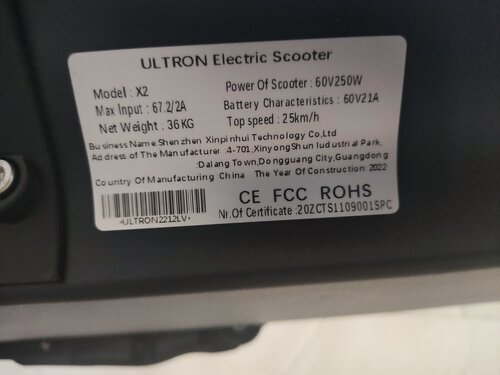 ULTRON Electric Scooter
Model : X2
Power Of Scooter : 60V250W
Max Input : 67.2/2A
Battery Characteristics : 60V21A
Net Weight : 36KG
Top speed : 25km/h
Business Name:Shenzhen Xinpinhui Technology Co,Ltd
Address of The Manufacturer :4-701,XinyongShun Iudustrial Park,
:Dalang Town,Dongguang City,Guangdong
Country Of Manufacturing China The Year Of Construction: 2022
CE FCC ROHS
Nr.Of Certificate :20ZCTS1109001SPC
-ULTRON2212LV-